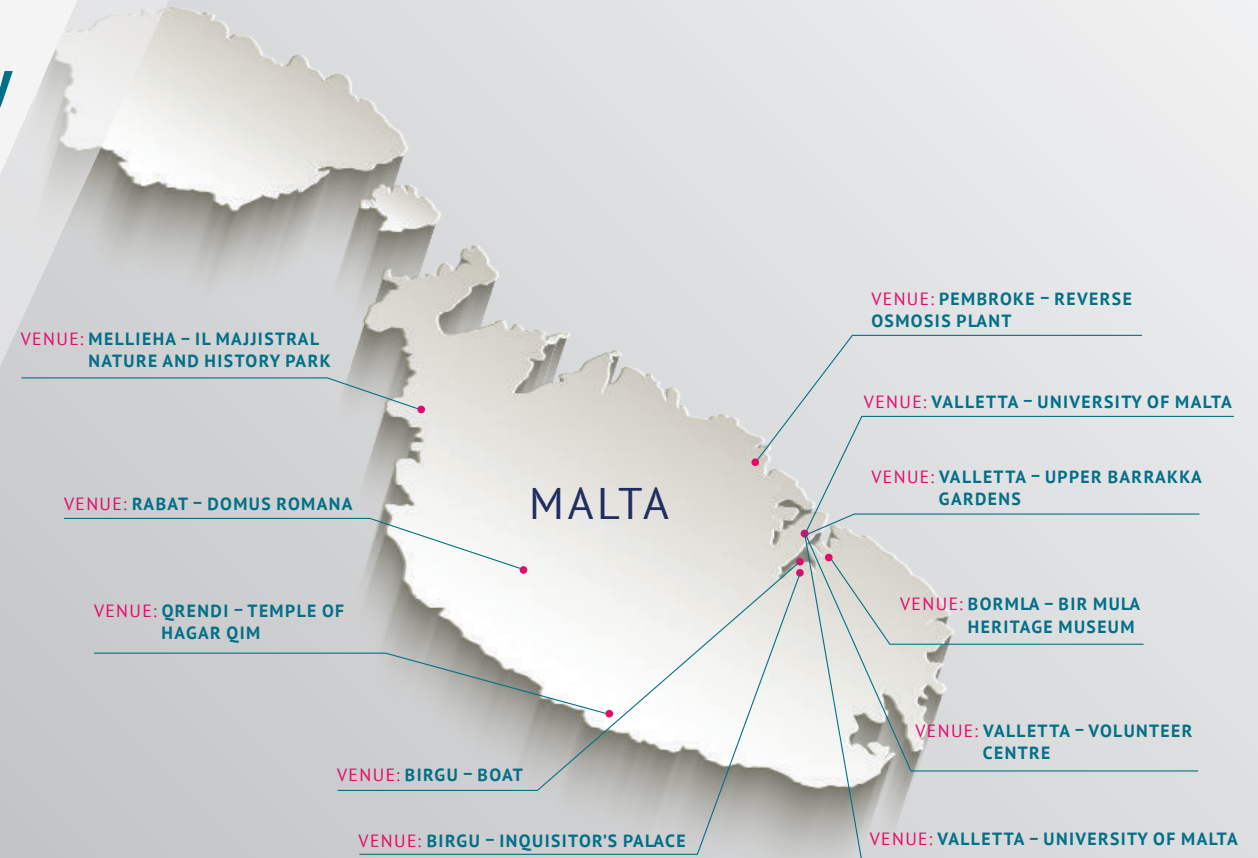 VENUE: MELLIEHA – IL MAJJISTRAL
NATURE AND HISTORY PARK
VENUE: RABAT – DOMUS ROMANA
VENUE: QRENDI – TEMPLE OF
HAGAR QIM
VENUE: BIRGU – BOAT
VENUE: BIRGU – INQUISITOR'S PALACE
MALTA
VENUE: PEMBROKE – REVERSE
OSMOSIS PLANT
VENUE: VALLETTA – UNIVERSITY OF MALTA
VENUE: VALLETTA – UPPER BARRAKKA
GARDENS
VENUE: BORMLA – BIR MULA
HERITAGE MUSEUM
VENUE: VALLETTA – VOLUNTEER
CENTRE
VENUE: VALLETTA – UNIVERSITY OF MALTA